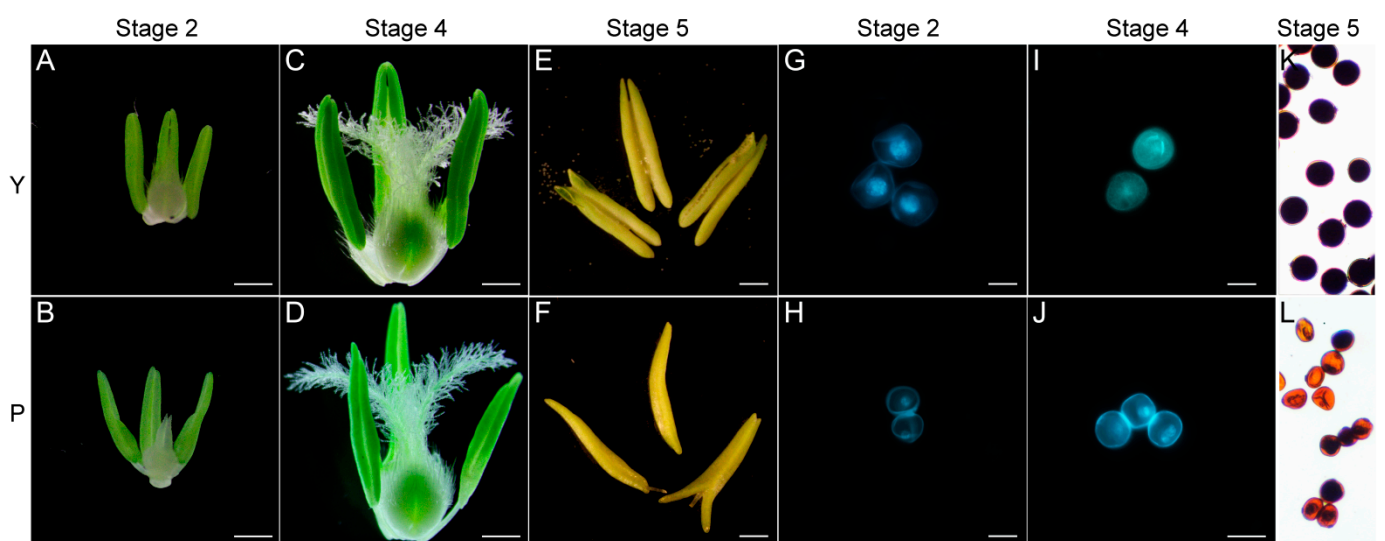 Stage 2 Stage 4 Stage 5 Stage 2 Stage 4 Stage 5
A C E G I K
Y
B D F H J L
P